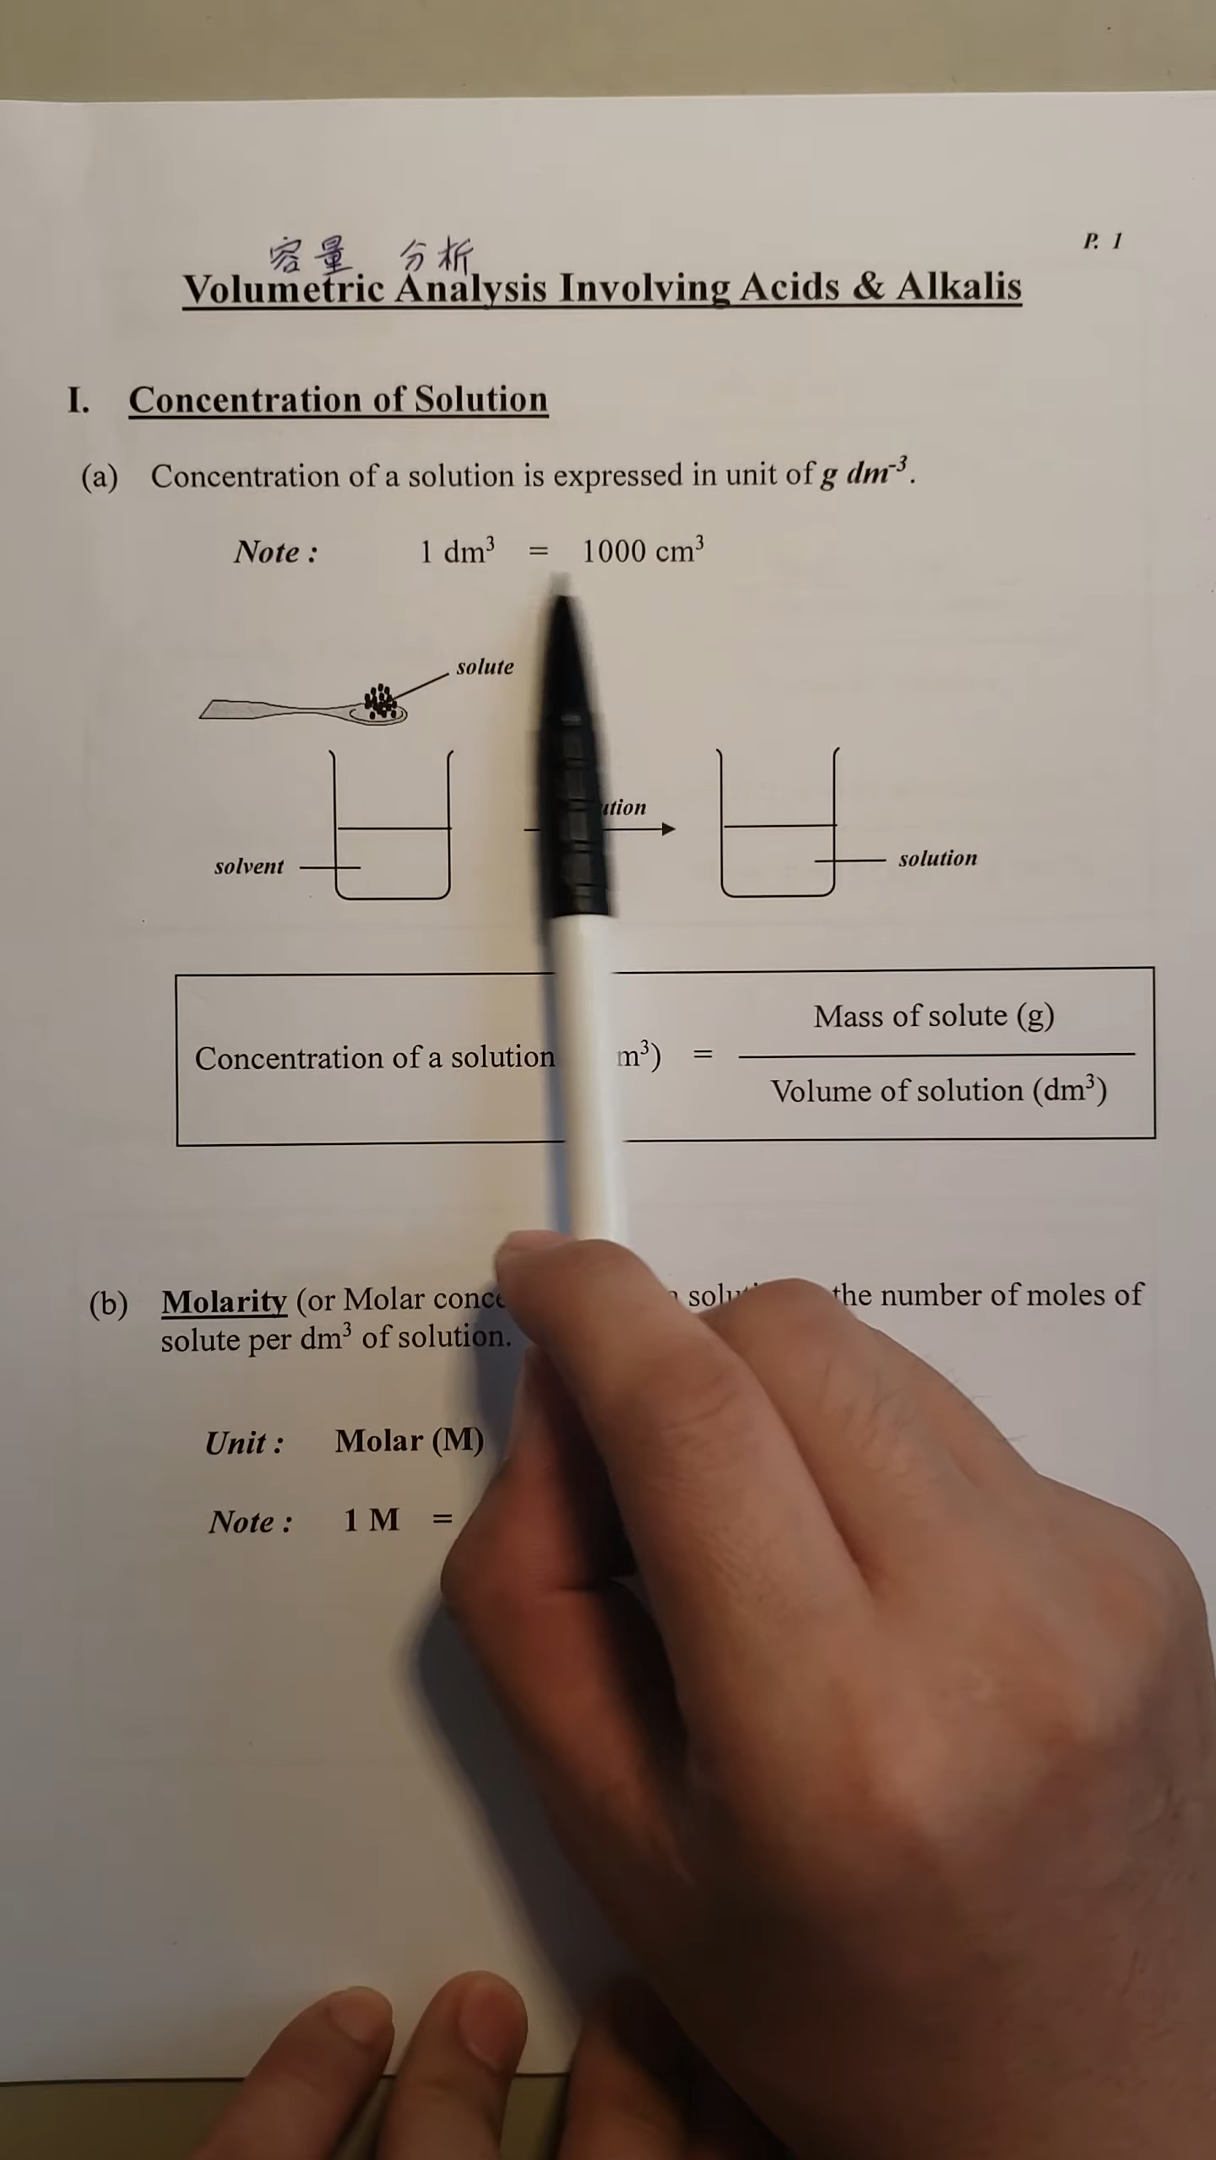 P. 1
容量 分析
Volumetric Analysis Involving Acids & Alkalis
I. Concentration of Solution
(a) Concentration of a solution is expressed in unit of g dm⁻³.
Note : 1 dm³ = 1000 cm³
solute
solvent
solution
Concentration of a solution m³) = Mass of solute (g)
Volume of solution (dm³)
(b) Molarity (or Molar the number of moles of
solute per dm³ of solution.
Unit : Molar (M)
Note : 1 M =